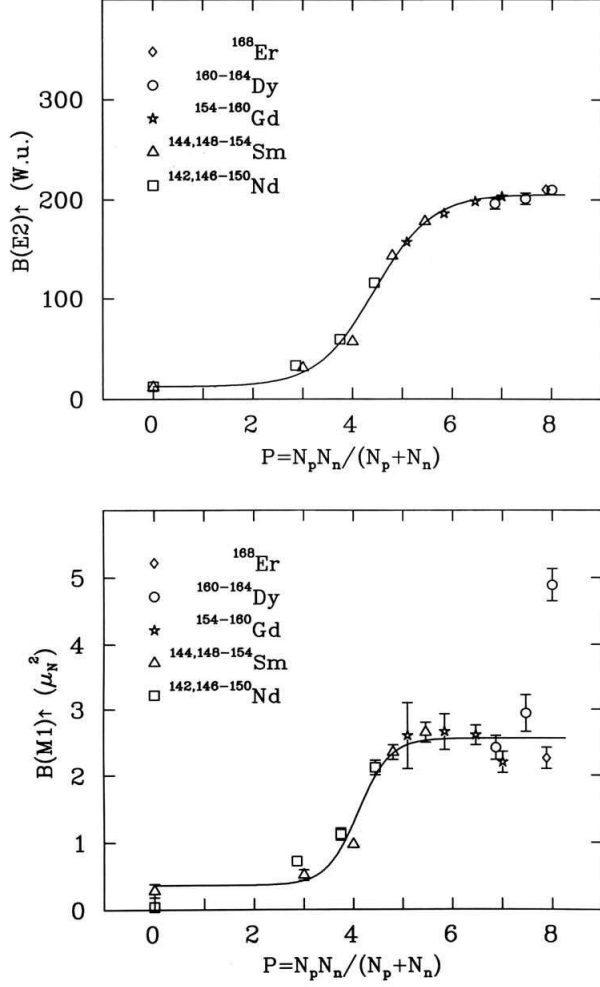 B(E2)↑ (W.u.)
300
200
100
0
¹⁶⁸Er
¹⁶⁰⁻¹⁶⁴Dy
¹⁵⁴⁻¹⁶⁰Gd
¹⁴⁴,¹⁴⁸⁻¹⁵⁴Sm
¹⁴²,¹⁴⁶⁻¹⁵⁰Nd
0 2 4 6 8
P=NₚNₙ/(Nₚ+Nₙ)
B(M1)↑ (μ_N²)
5
4
3
2
1
0
¹⁶⁸Er
¹⁶⁰⁻¹⁶⁴Dy
¹⁵⁴⁻¹⁶⁰Gd
¹⁴⁴,¹⁴⁸⁻¹⁵⁴Sm
¹⁴²,¹⁴⁶⁻¹⁵⁰Nd
0 2 4 6 8
P=NₚNₙ/(Nₚ+Nₙ)